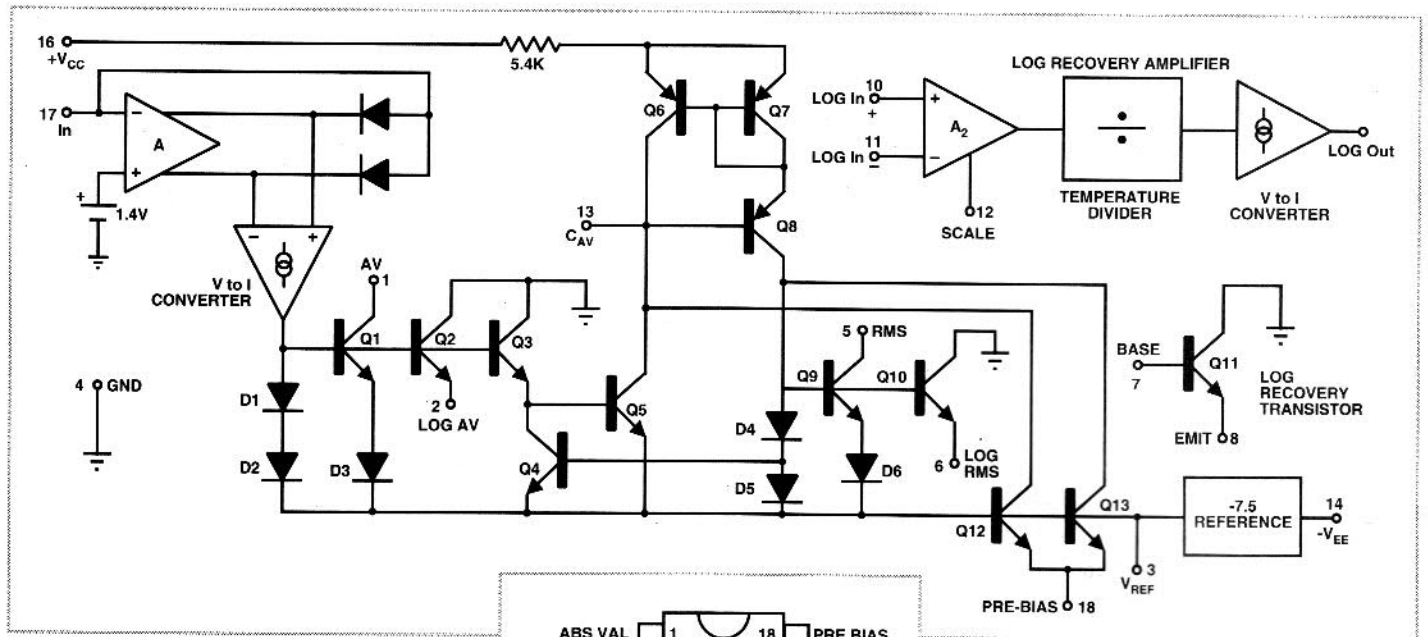 16
+VCC
5.4K
17
In
A
1.4V
V to I
CONVERTER
AV
1
Q1
Q2
Q3
2
LOG AV
4 GND
D1
D2
D3
Q4
Q5
Q6
Q7
Q8
13
CAV
LOG RECOVERY AMPLIFIER
LOG In
10
+
11
LOG In
−
A2
12
SCALE
TEMPERATURE
DIVIDER
V to I
CONVERTER
LOG Out
5 RMS
Q9
Q10
D4
D5
D6
6
LOG
RMS
BASE
7
Q11
LOG
RECOVERY
TRANSISTOR
EMIT 8
Q12
Q13
-7.5
REFERENCE
14
-VEE
3
VREF
PRE-BIAS 18
ABS VAL 1 18 PRE BIAS